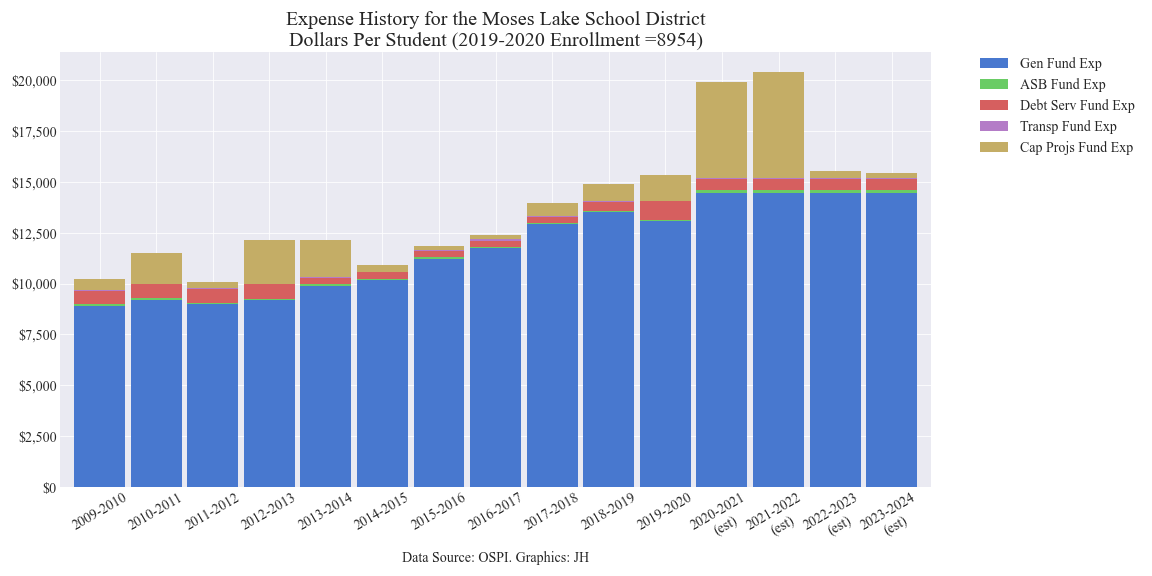 Expense History for the Moses Lake School District
Dollars Per Student (2019-2020 Enrollment =8954)
$20,000
$17,500
$15,000
$12,500
$10,000
$7,500
$5,000
$2,500
$0
Gen Fund Exp
ASB Fund Exp
Debt Serv Fund Exp
Transp Fund Exp
Cap Projs Fund Exp
2009-2010
2010-2011
2011-2012
2012-2013
2013-2014
2014-2015
2015-2016
2016-2017
2017-2018
2018-2019
2019-2020
2020-2021
(est)
2021-2022
(est)
2022-2023
(est)
2023-2024
(est)
Data Source: OSPI. Graphics: JH